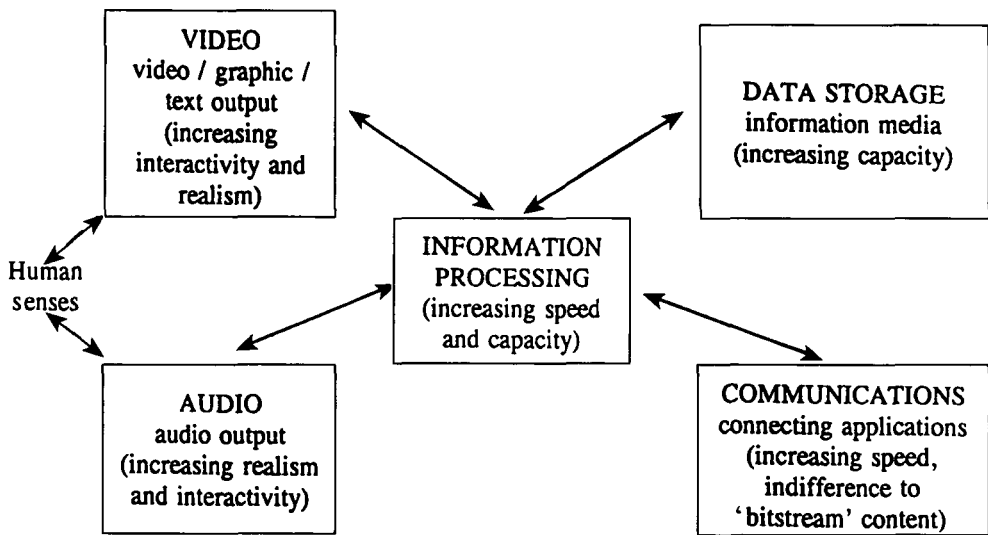 VIDEO
video / graphic /
text output
(increasing
interactivity and
realism)
DATA STORAGE
information media
(increasing capacity)
Human
senses
INFORMATION
PROCESSING
(increasing speed
and capacity)
AUDIO
audio output
(increasing realism
and interactivity)
COMMUNICATIONS
connecting applications
(increasing speed,
indifference to
‘bitstream’ content)